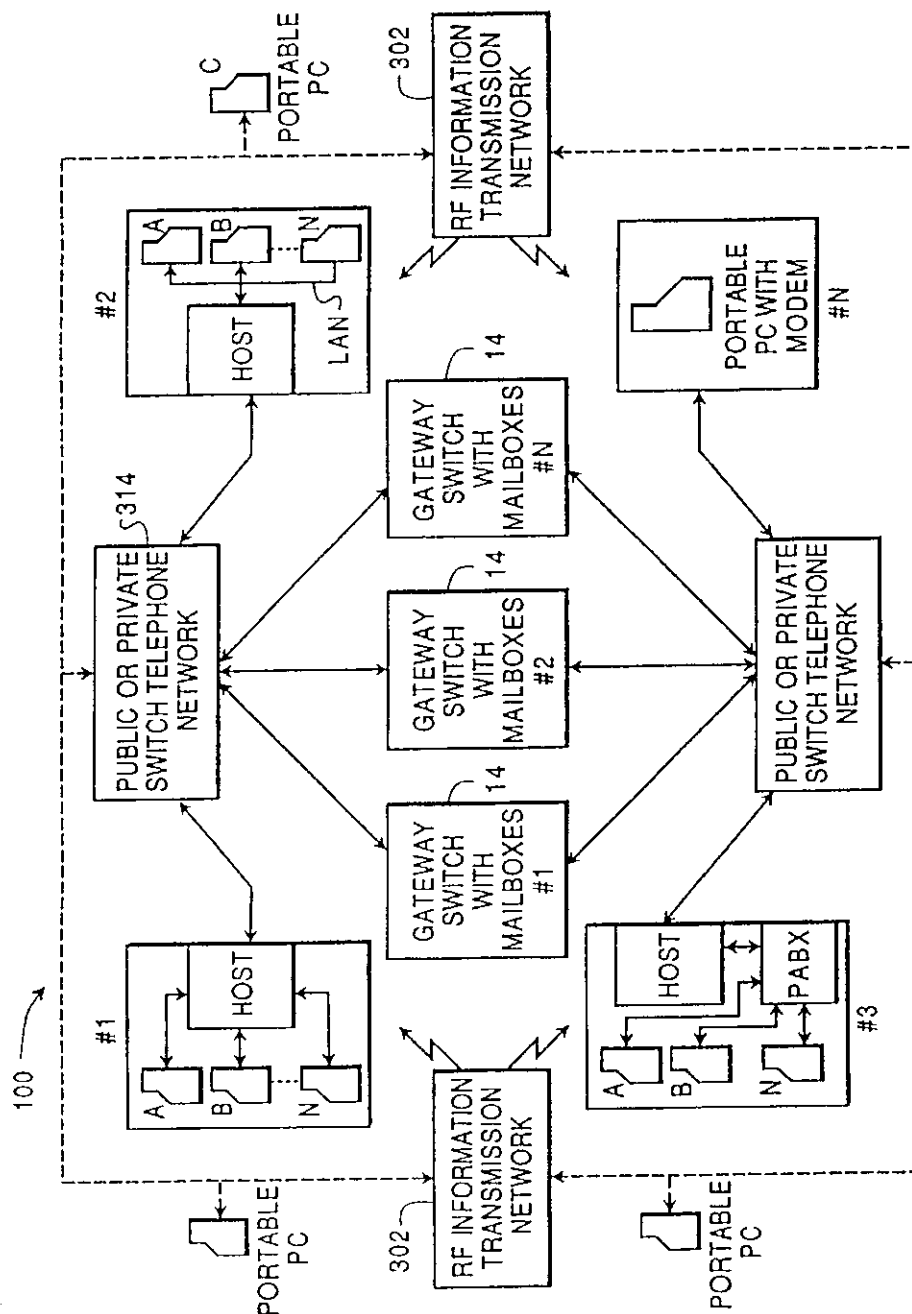 100
#1
A
B
N
HOST
PUBLIC OR PRIVATE
SWITCH TELEPHONE
NETWORK
314
#2
HOST
A
B
N
LAN
C
PORTABLE
PC
PORTABLE
PC
302
RF INFORMATION
TRANSMISSION
NETWORK
14
GATEWAY
SWITCH
WITH
MAILBOXES
#1
14
GATEWAY
SWITCH
WITH
MAILBOXES
#2
14
GATEWAY
SWITCH
WITH
MAILBOXES
#N
302
RF INFORMATION
TRANSMISSION
NETWORK
PORTABLE
PC
A
B
N
HOST
PABX
#3
PUBLIC OR PRIVATE
SWITCH TELEPHONE
NETWORK
PORTABLE
PC WITH
MODEM
#N